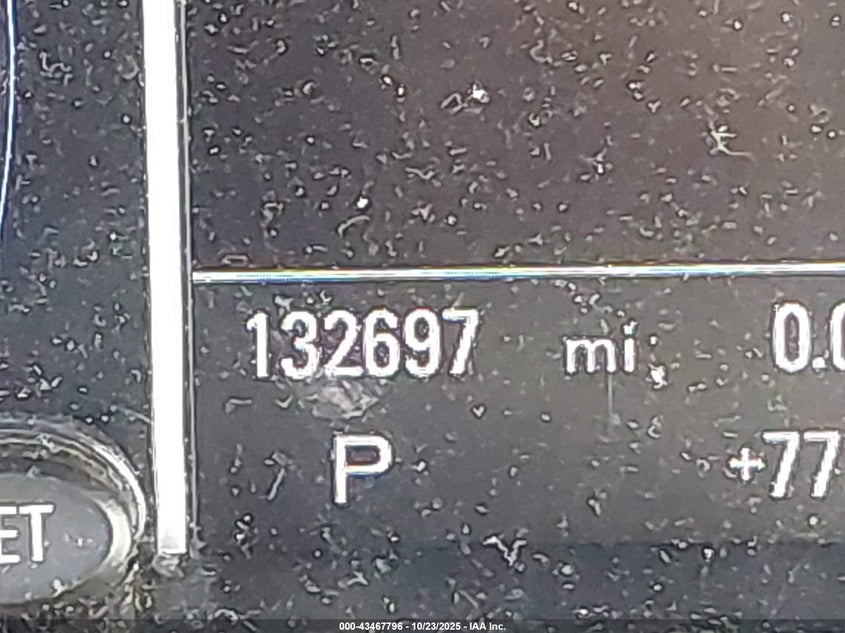 132697 mi 0.0
P +77
ET
000-43467796 - 10/23/2025 - IAA Inc.